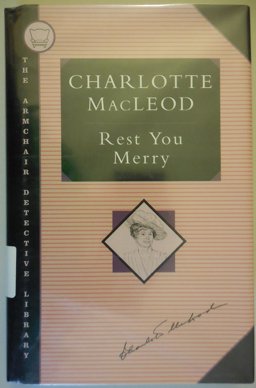 CHARLOTTE
MACLEOD
Rest You
Merry
THE ARMCHAIR DETECTIVE LIBRARY